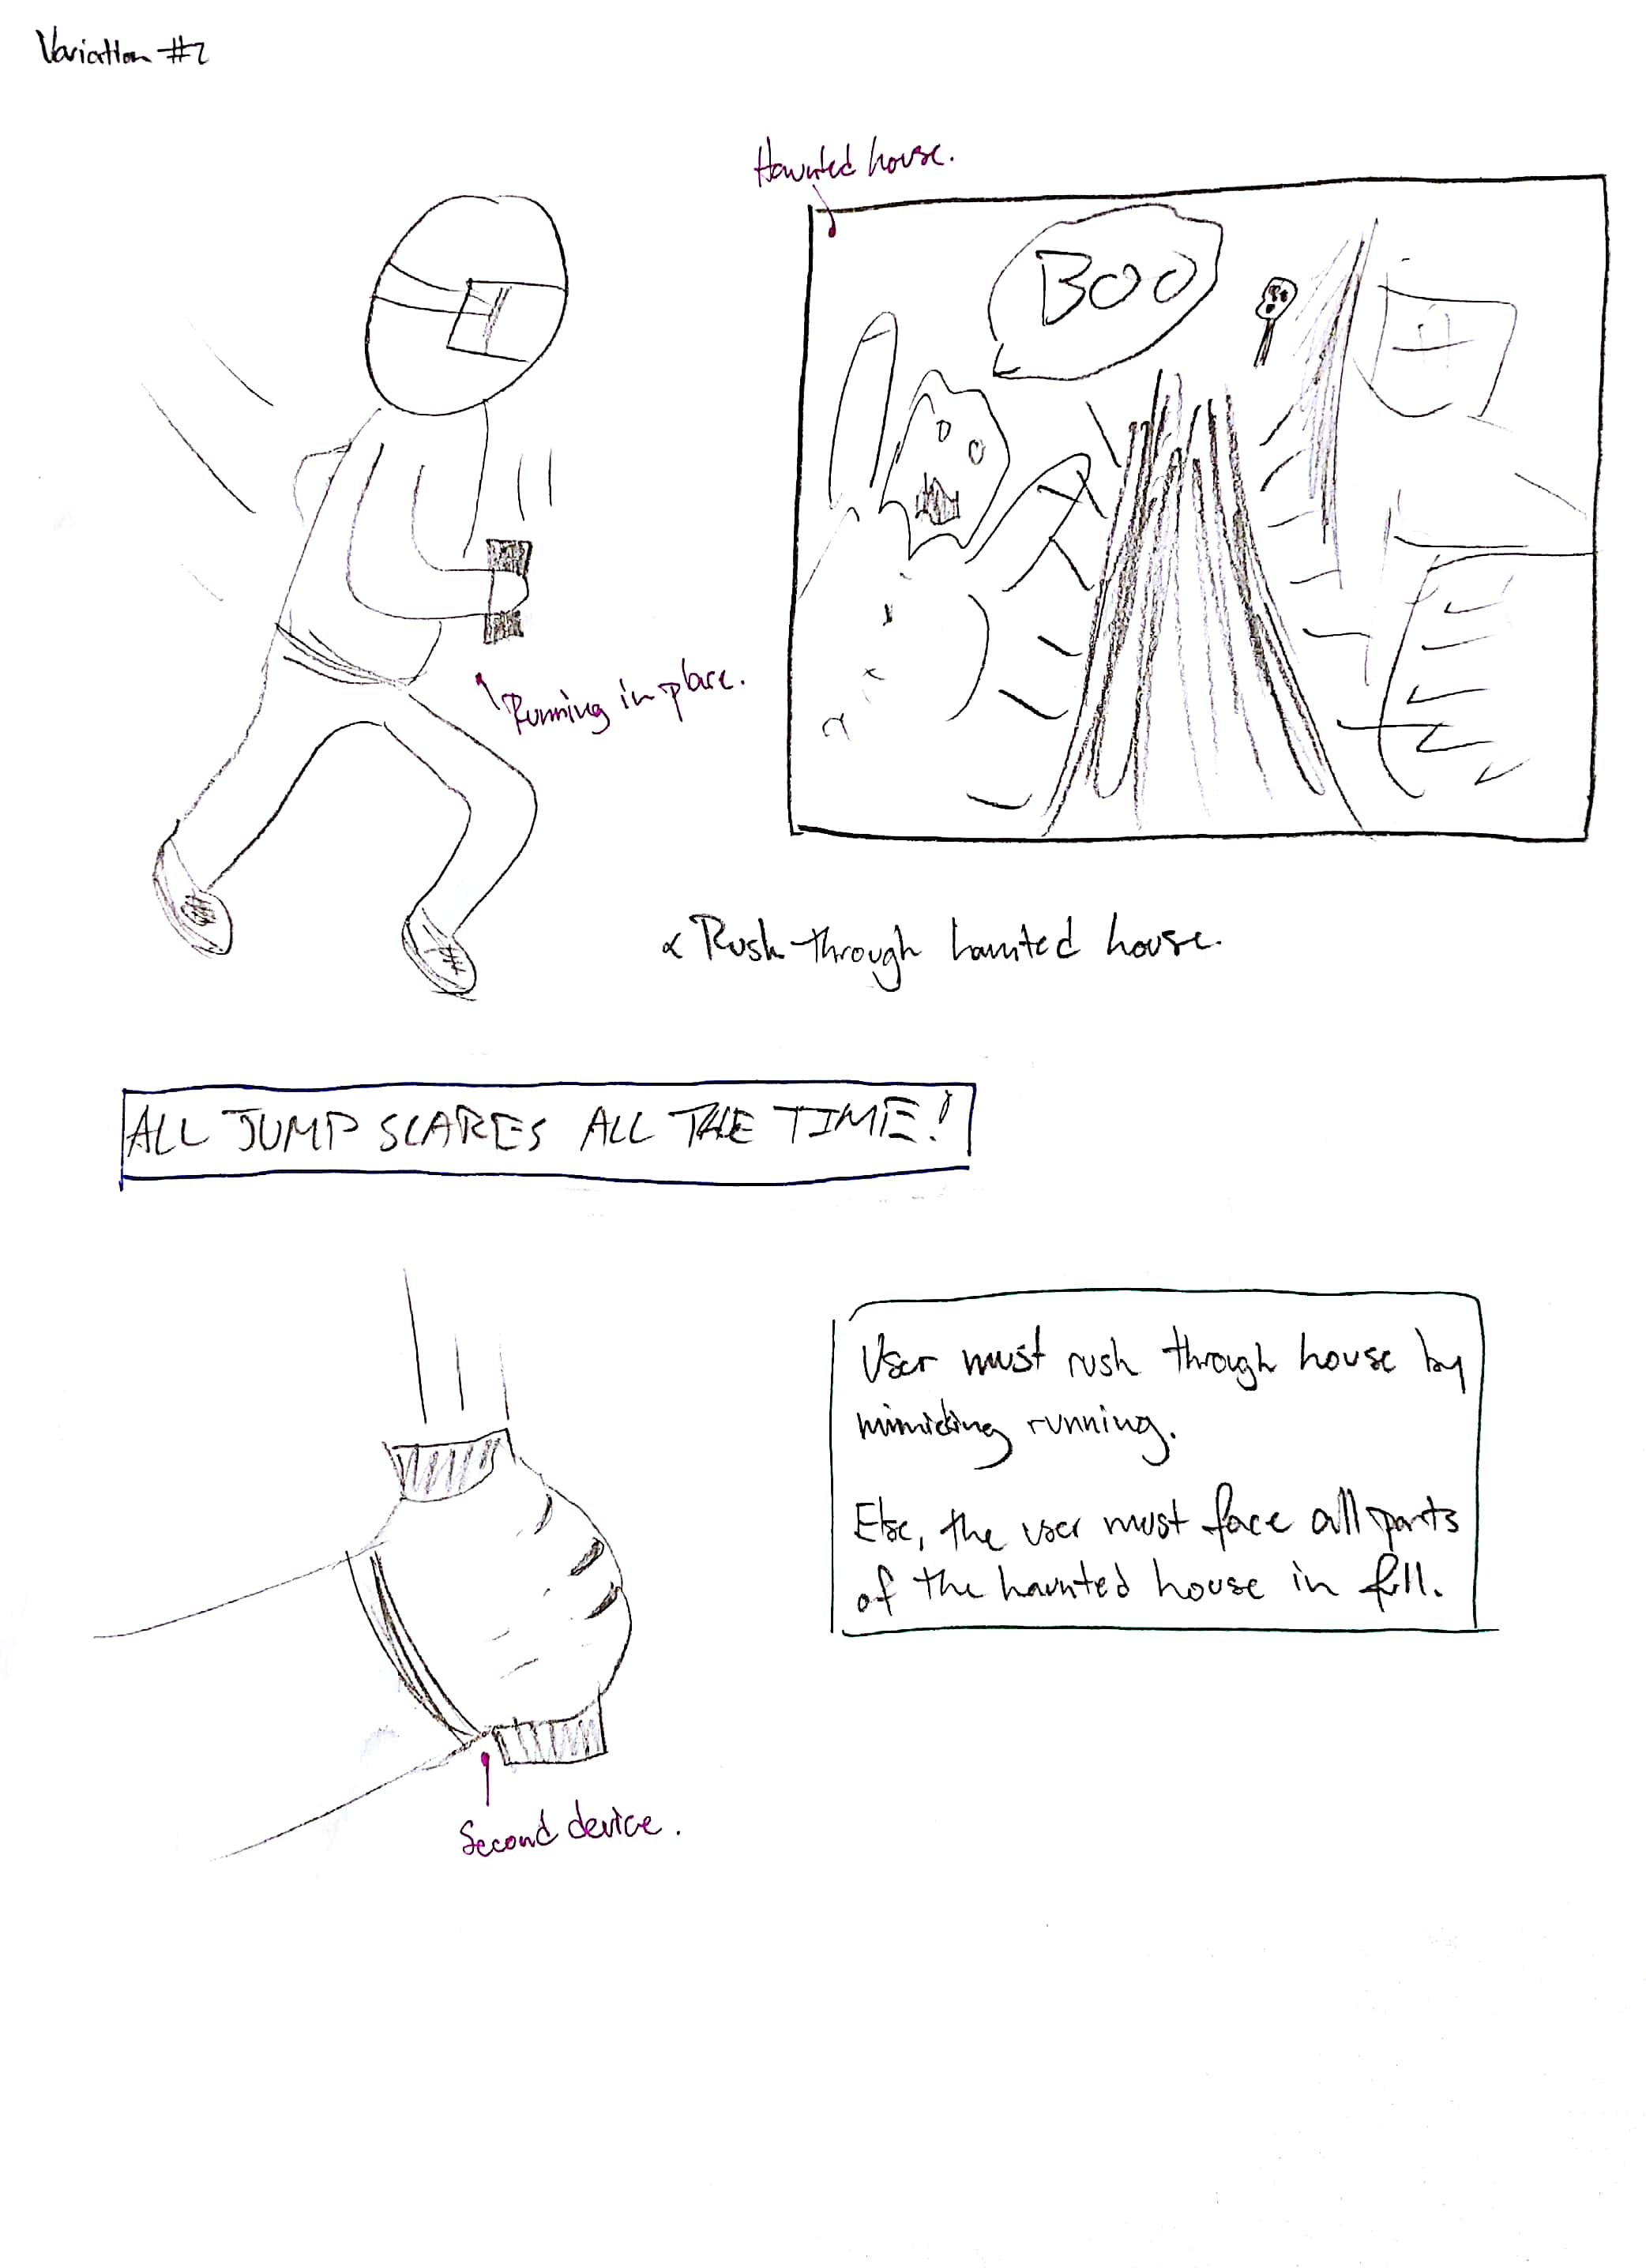 Variation #2
Haunted house.
BOO
Running in place.
Rush through haunted house.
ALL JUMP SCARES ALL THE TIME!
User must rush through house by
mimicking running.
Else, the user must face all parts
of the haunted house in full.
Second device.